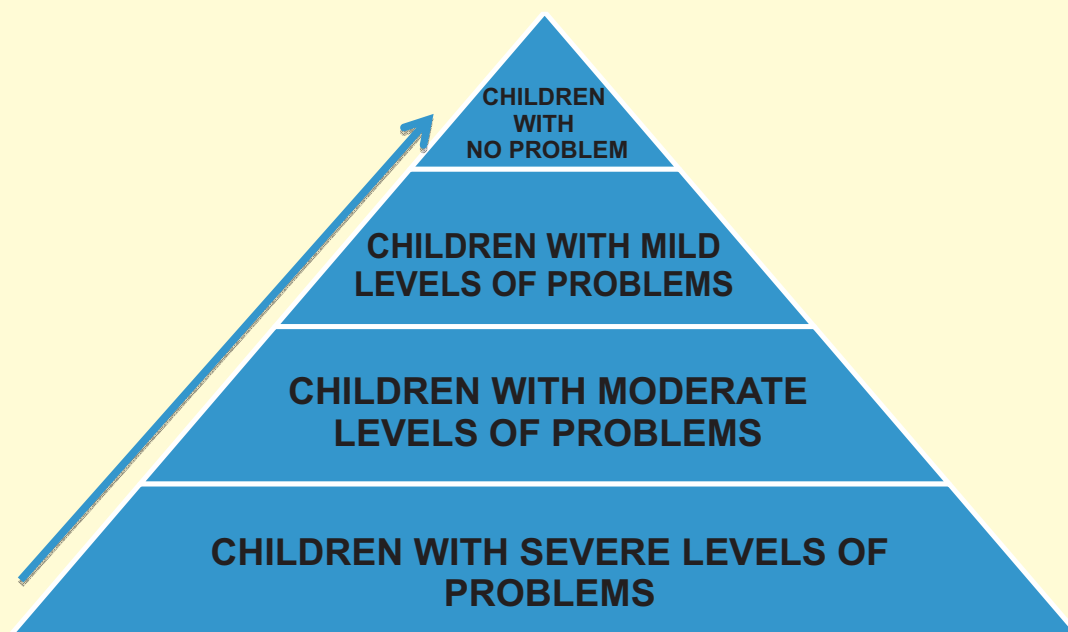 CHILDREN
WITH
NO PROBLEM
CHILDREN WITH MILD
LEVELS OF PROBLEMS
CHILDREN WITH MODERATE
LEVELS OF PROBLEMS
CHILDREN WITH SEVERE LEVELS OF
PROBLEMS